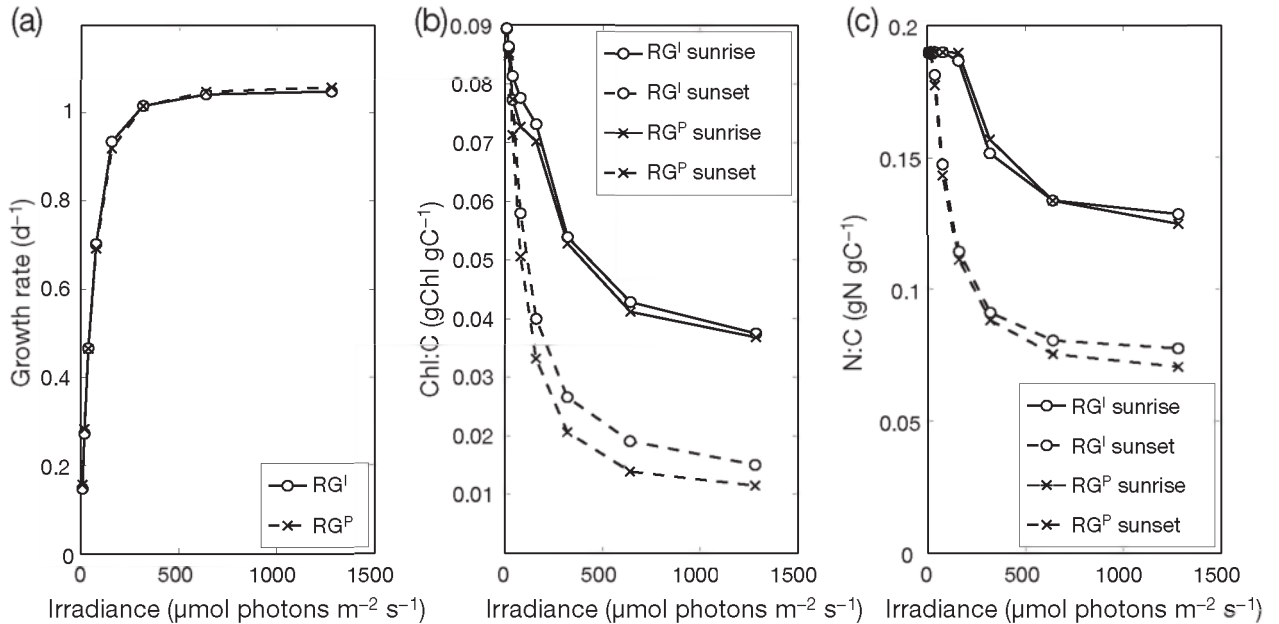 (a)
Growth rate (d⁻¹)
1
0.8
0.6
0.4
0.2
0
RGᴵ
RGᴾ
0 500 1000 1500
Irradiance (µmol photons m⁻² s⁻¹)
(b)
Chl:C (gChl gC⁻¹)
0.09
0.08
0.07
0.06
0.05
0.04
0.03
0.02
0.01
RGᴵ sunrise
RGᴵ sunset
RGᴾ sunrise
RGᴾ sunset
0 500 1000 1500
Irradiance (µmol photons m⁻² s⁻¹)
(c)
N:C (gN gC⁻¹)
0.2
0.15
0.1
0.05
0
RGᴵ sunrise
RGᴵ sunset
RGᴾ sunrise
RGᴾ sunset
0 500 1000 1500
Irradiance (µmol photons m⁻² s⁻¹)